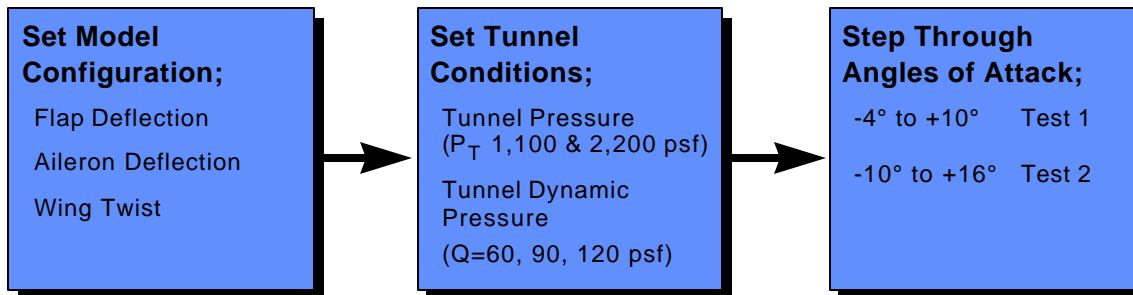 Set Model
Configuration;
Flap Deflection
Aileron Deflection
Wing Twist
Set Tunnel
Conditions;
Tunnel Pressure
(PT 1,100 & 2,200 psf)
Tunnel Dynamic
Pressure
(Q=60, 90, 120 psf)
Step Through
Angles of Attack;
-4° to +10° Test 1
-10° to +16° Test 2